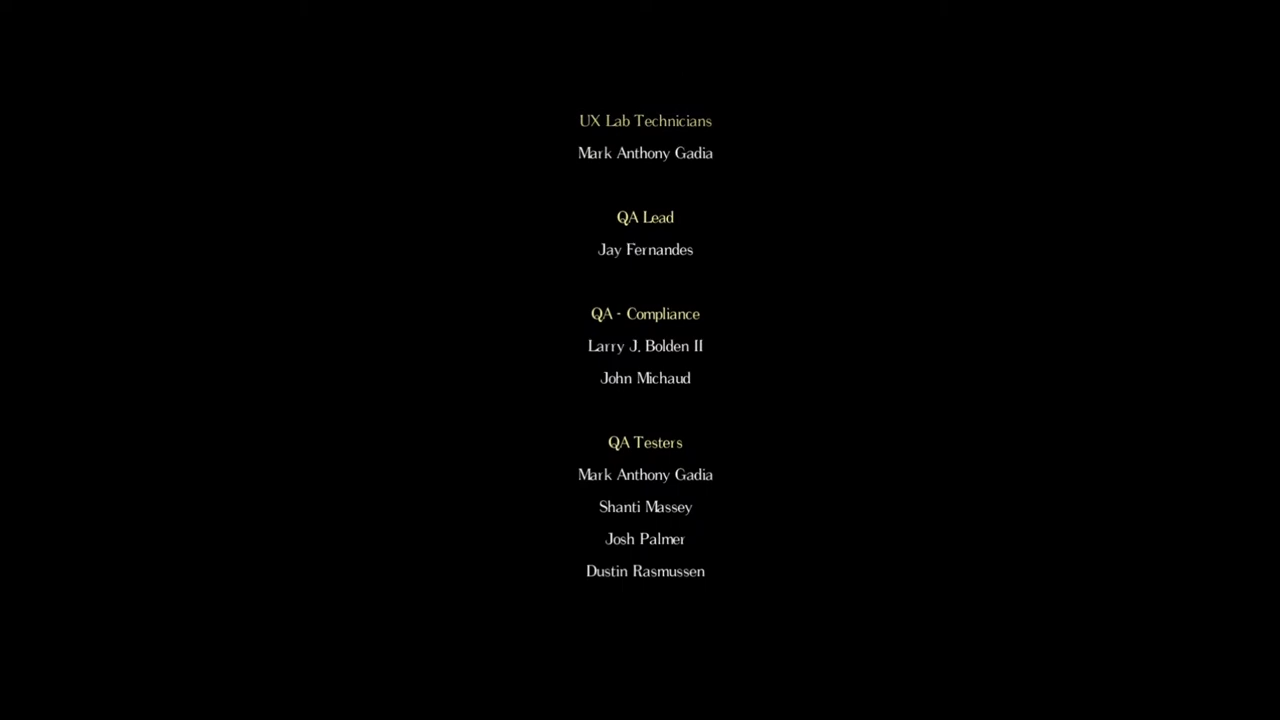 UX Lab Technicians
Mark Anthony Gadia
QA Lead
Jay Fernandes
QA - Compliance
Larry J. Bolden II
John Michaud
QA Testers
Mark Anthony Gadia
Shanti Massey
Josh Palmer
Dustin Rasmussen